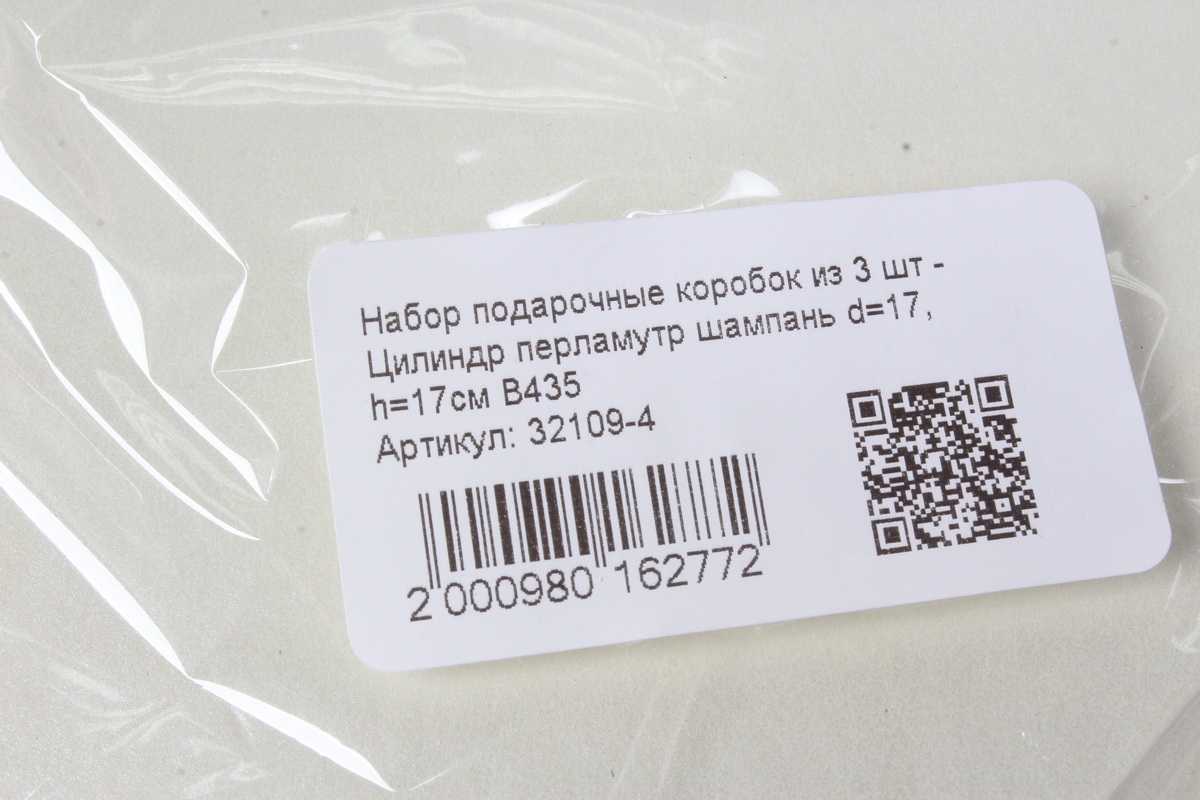 Набор подарочные коробок из 3 шт -
Цилиндр перламутр шампань d=17,
h=17см В435
Артикул: 32109-4
2 000980 162772